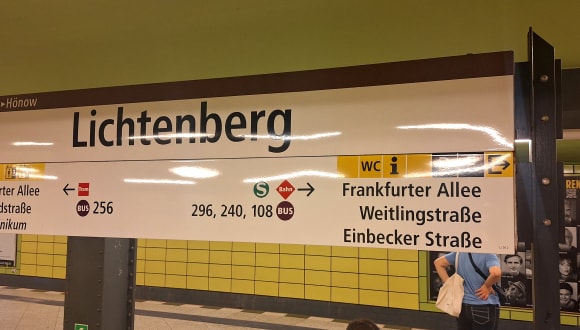 ▸Hönow
Lichtenberg
WC i
rter Allee
dstraße
nikum
← Tram
BUS 256
S Bahn →
296, 240, 108 BUS
Frankfurter Allee
Weitlingstraße
Einbecker Straße